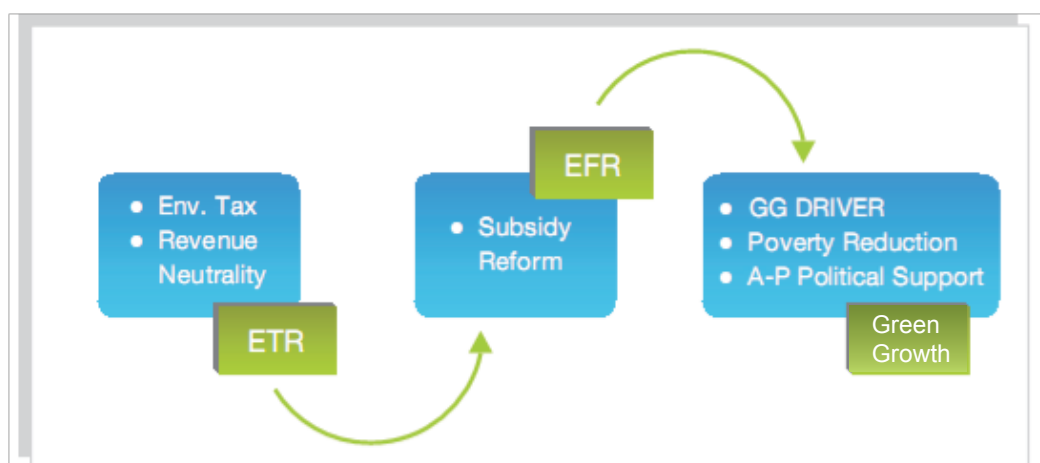 • Env. Tax
• Revenue
Neutrality
ETR
• Subsidy
Reform
EFR
• GG DRIVER
• Poverty Reduction
• A-P Political Support
Green
Growth